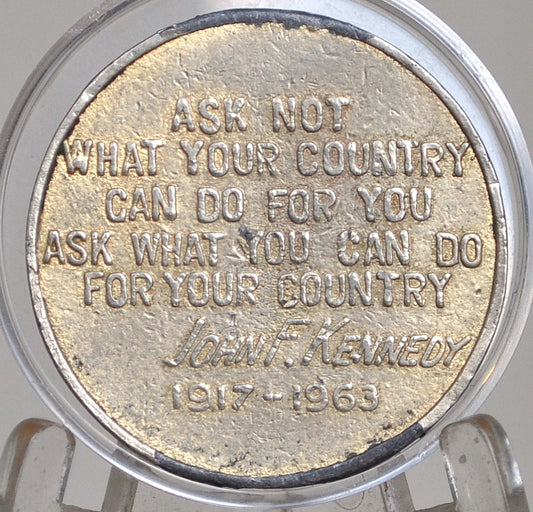 ASK NOT
WHAT YOUR COUNTRY
CAN DO FOR YOU
ASK WHAT YOU CAN DO
FOR YOUR COUNTRY
JOHN F. KENNEDY
1917-1963